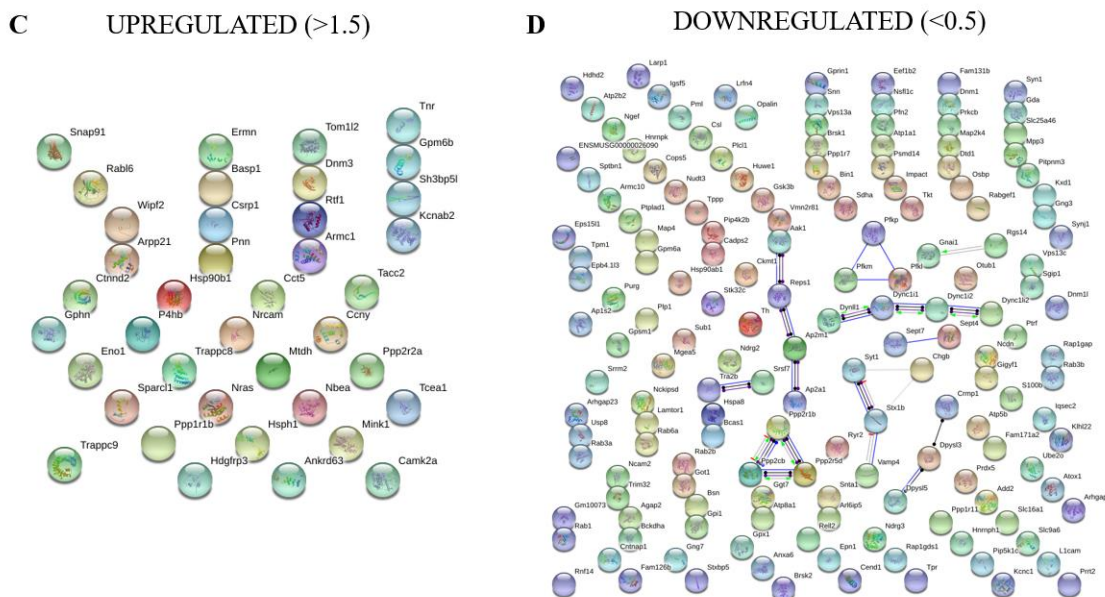 C UPREGULATED (>1.5)
Snap91
Rabl6
Wipf2
Arpp21
Ermn
Basp1
Csrp1
Pnn
Tom1l2
Dnm3
Rtf1
Armc1
Tnr
Gpm6b
Sh3bp5l
Kcnab2
Ctnnd2
Hsp90b1
Cct5
Tacc2
Gphn
P4hb
Nrcam
Ccny
Eno1
Trappc8
Mtdh
Ppp2r2a
Sparcl1
Nras
Nbea
Tcea1
Ppp1r1b
Hsph1
Mink1
Trappc9
Hdgfrp3
Ankrd63
Camk2a
D DOWNREGULATED (<0.5)
Hdhd2
Larp1
Atp2b2
Igsf5
Lrfn4
Ngef
Pml
Opalin
Hnrnpk
Csl
ENSMUSG00000026090
Plcl1
Sptbn1
Cops5
Huwe1
Armc10
Nudt3
Gsk3b
Ptplad1
Tppp
Vmn2r81
Eps15l1
Map4
Pip4k2b
Aak1
Tpm1
Gpm6a
Cadps2
Epb4.1l3
Hsp90ab1
Ckmt1
Purg
Stk32c
Reps1
Ap1s2
Plp1
Sub1
Th
Gpsm1
Mgea5
Ndrg2
Ap2m1
Srrm2
Tra2b
Srsf7
Nckipsd
Hspa8
Ap2a1
Arhgap23
Lamtor1
Bcas1
Ppp2r1b
Usp8
Rab6a
Rab3a
Rab2b
Ppp2cb
Ppp2r5d
Ncam2
Got1
Ggt7
Trim32
Bsn
Atp8a1
Gm10073
Agap2
Gpi1
Rab1
Bckdha
Gpx1
Cntnap1
Gng7
Anxa6
Rnf14
Fam126b
Stxbp5
Brsk2
Gprin1
Snn
Vps13a
Brsk1
Ppp1r7
Bin1
Sdha
Eef1b2
Nsfl1c
Pfn2
Atp1a1
Psmd14
Impact
Tkt
Fam131b
Dnm1
Prkcb
Map2k4
Dtd1
Osbp
Rabgef1
Syn1
Gda
Slc25a46
Mpp3
Pitpnm3
Kxd1
Gng3
Synj1
Pfkp
Gnai1
Rgs14
Vps13c
Pfkm
Pfkl
Otub1
Sgip1
Dynll1
Dync1i1
Dync1i2
Dync1li2
Dnm1l
Sept7
Sept4
Ptrf
Ncdn
Rap1gap
Syt1
Chgb
Gigyf1
Rab3b
S100b
Stx1b
Crmp1
Iqsec2
Atp5b
Klhl22
Ryr2
Dpysl3
Fam171a2
Vamp4
Ube2o
Snta1
Dpysl5
Prdx5
Atox1
Arl6ip5
Add2
Arhgap
Rell2
Ppp1r11
Slc16a1
Ndrg3
Hnrnph1
Slc9a6
Epn1
Rap1gds1
Pip5k1c
L1cam
Cend1
Tpr
Kcnc1
Prrt2